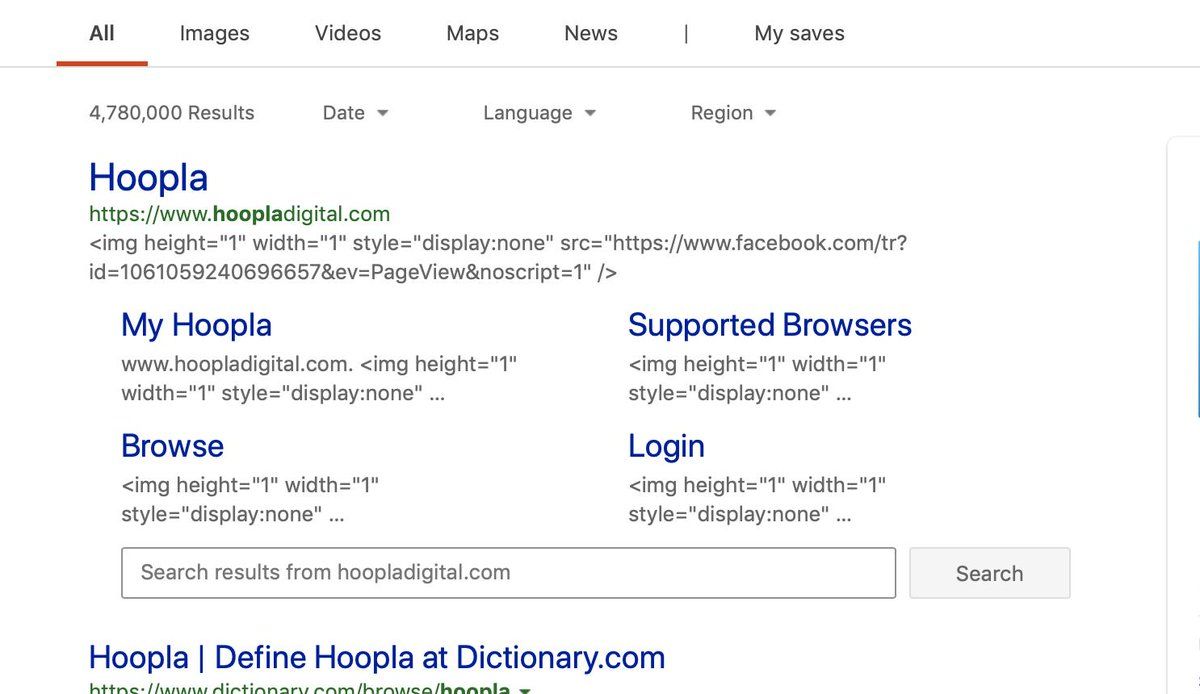 All Images Videos Maps News | My saves
4,780,000 Results Date Language Region
Hoopla
https://www.hoopladigital.com
<img height="1" width="1" style="display:none" src="https://www.facebook.com/tr?
id=1061059240696657&ev=PageView&noscript=1" />
My Hoopla
www.hoopladigital.com. <img height="1"
width="1" style="display:none" ...
Supported Browsers
<img height="1" width="1"
style="display:none" ...
Browse
<img height="1" width="1"
style="display:none" ...
Login
<img height="1" width="1"
style="display:none" ...
Search results from hoopladigital.com Search
Hoopla | Define Hoopla at Dictionary.com
https://www.dictionary.com/browse/hoopla